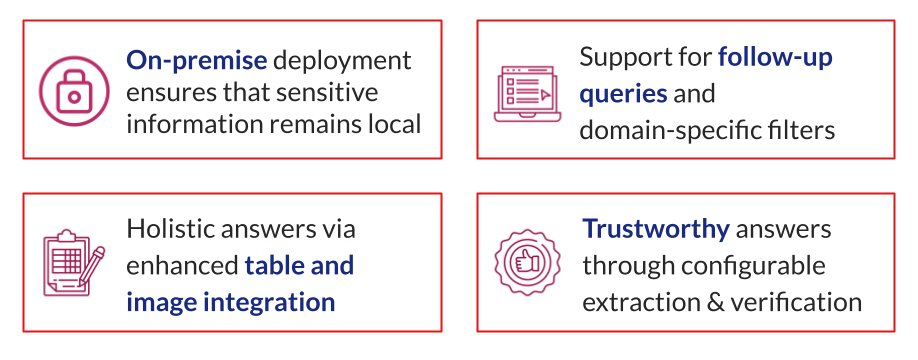 On-premise deployment
ensures that sensitive
information remains local
Support for follow-up
queries and
domain-specific filters
Holistic answers via
enhanced table and
image integration
Trustworthy answers
through configurable
extraction & verification